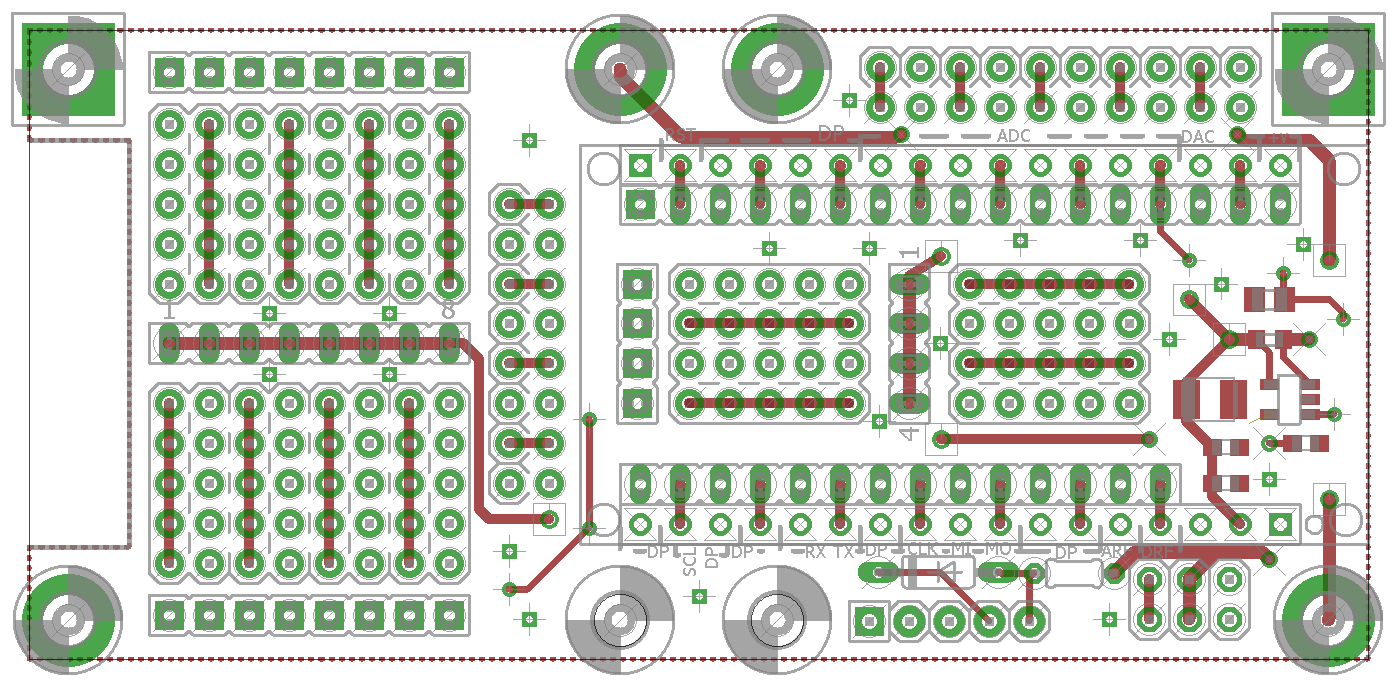 RST DP ADC DAC
1
1 8
4
DP SCL DP DP RX TX DP CLK MI MO DP ARF DRF